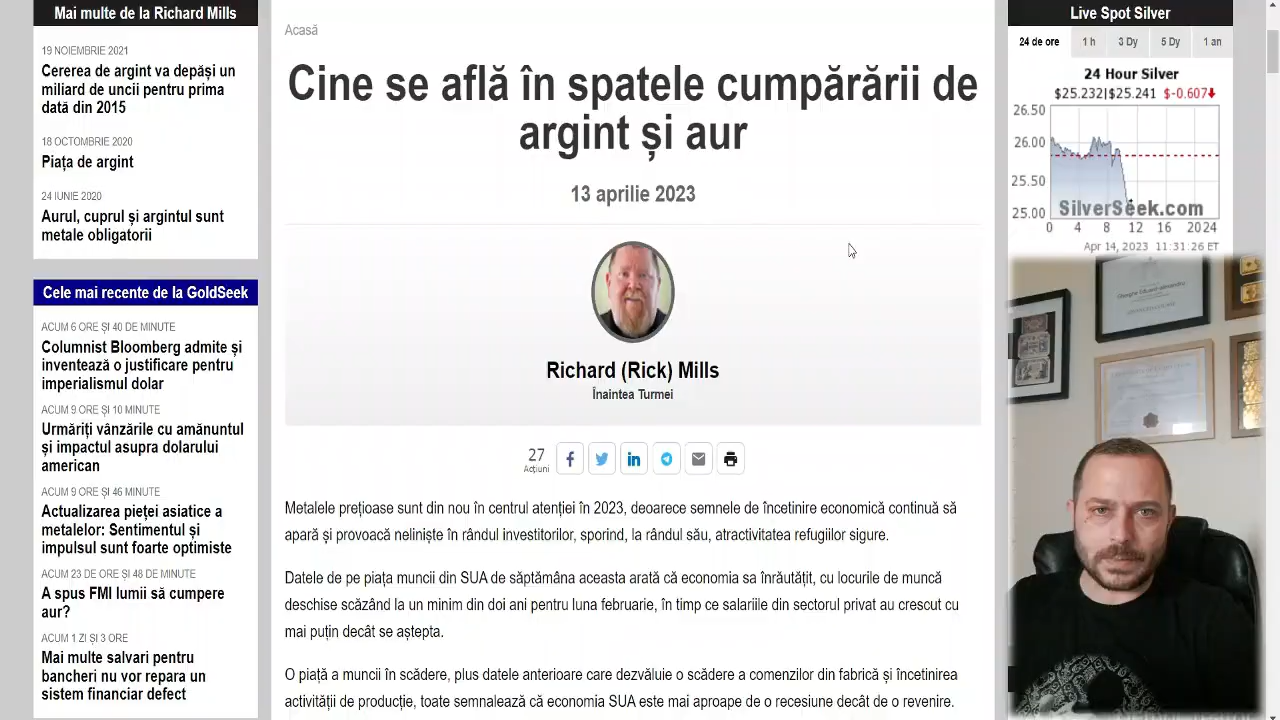 Mai multe de la Richard Mills
19 NOIEMBRIE 2021
Cererea de argint va depăși un
miliard de uncii pentru prima
dată din 2015
18 OCTOMBRIE 2020
Piața de argint
24 IUNIE 2020
Aurul, cuprul și argintul sunt
metale obligatorii
Cele mai recente de la GoldSeek
ACUM 6 ORE ȘI 40 DE MINUTE
Columnist Bloomberg admite și
inventează o justificare pentru
imperialismul dolar
ACUM 9 ORE ȘI 10 MINUTE
Urmăriți vânzările cu amănuntul
și impactul asupra dolarului
american
ACUM 9 ORE ȘI 46 MINUTE
Actualizarea pieței asiatice a
metalelor: Sentimentul și
impulsul sunt foarte optimiste
ACUM 23 DE ORE ȘI 48 DE MINUTE
A spus FMI lumii să cumpere
aur?
ACUM 1 ZI ȘI 3 ORE
Mai multe salvari pentru
bancheri nu vor repara un
sistem financiar defect
Acasă
Cine se află în spatele cumpărării de
argint și aur
13 aprilie 2023
Richard (Rick) Mills
Înaintea Turmei
27
Acțiuni
Metalele prețioase sunt din nou în centrul atenției în 2023, deoarece semnele de încetinire economică continuă să
apară și provoacă neliniște în rândul investitorilor, sporind, la rândul său, atractivitatea refugiilor sigure.
Datele de pe piața muncii din SUA de săptămâna aceasta arată că economia sa înrăutățit, cu locurile de muncă
deschise scăzând la un minim din doi ani pentru luna februarie, în timp ce salariile din sectorul privat au crescut cu
mai puțin decât se aștepta.
O piață a muncii în scădere, plus datele anterioare care dezvăluie o scădere a comenzilor din fabrică și încetinirea
activității de producție, toate semnalează că economia SUA este mai aproape de o recesiune decât de o revenire.
Live Spot Silver
24 de ore 1 h 3 Dy 5 Dy 1 an
24 Hour Silver
$25.232|$25.241 $-0.607
26.50
26.00
25.50
25.00
SilverSeek.com
0 4 8 12 16 2024
Apr 14, 2023 11:31:26 ET